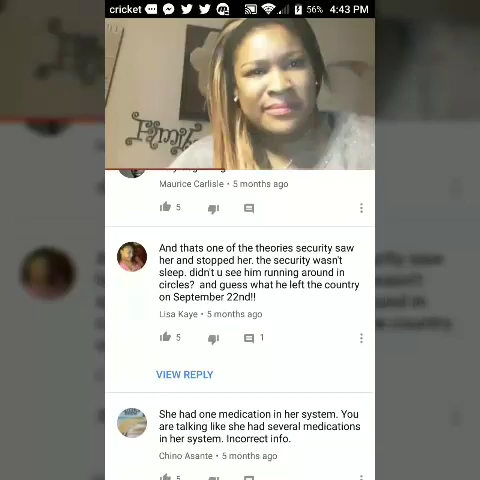 cricket 56% 4:43 PM
Family
Maurice Carlisle • 5 months ago
5
And thats one of the theories security saw
her and stopped her. the security wasn't
sleep. didn't u see him running around in
circles?  and guess what he left the country
on September 22nd!!
Lisa Kaye • 5 months ago
5 1
VIEW REPLY
She had one medication in her system. You
are talking like she had several medications
in her system. Incorrect info.
Chino Asante • 5 months ago
5